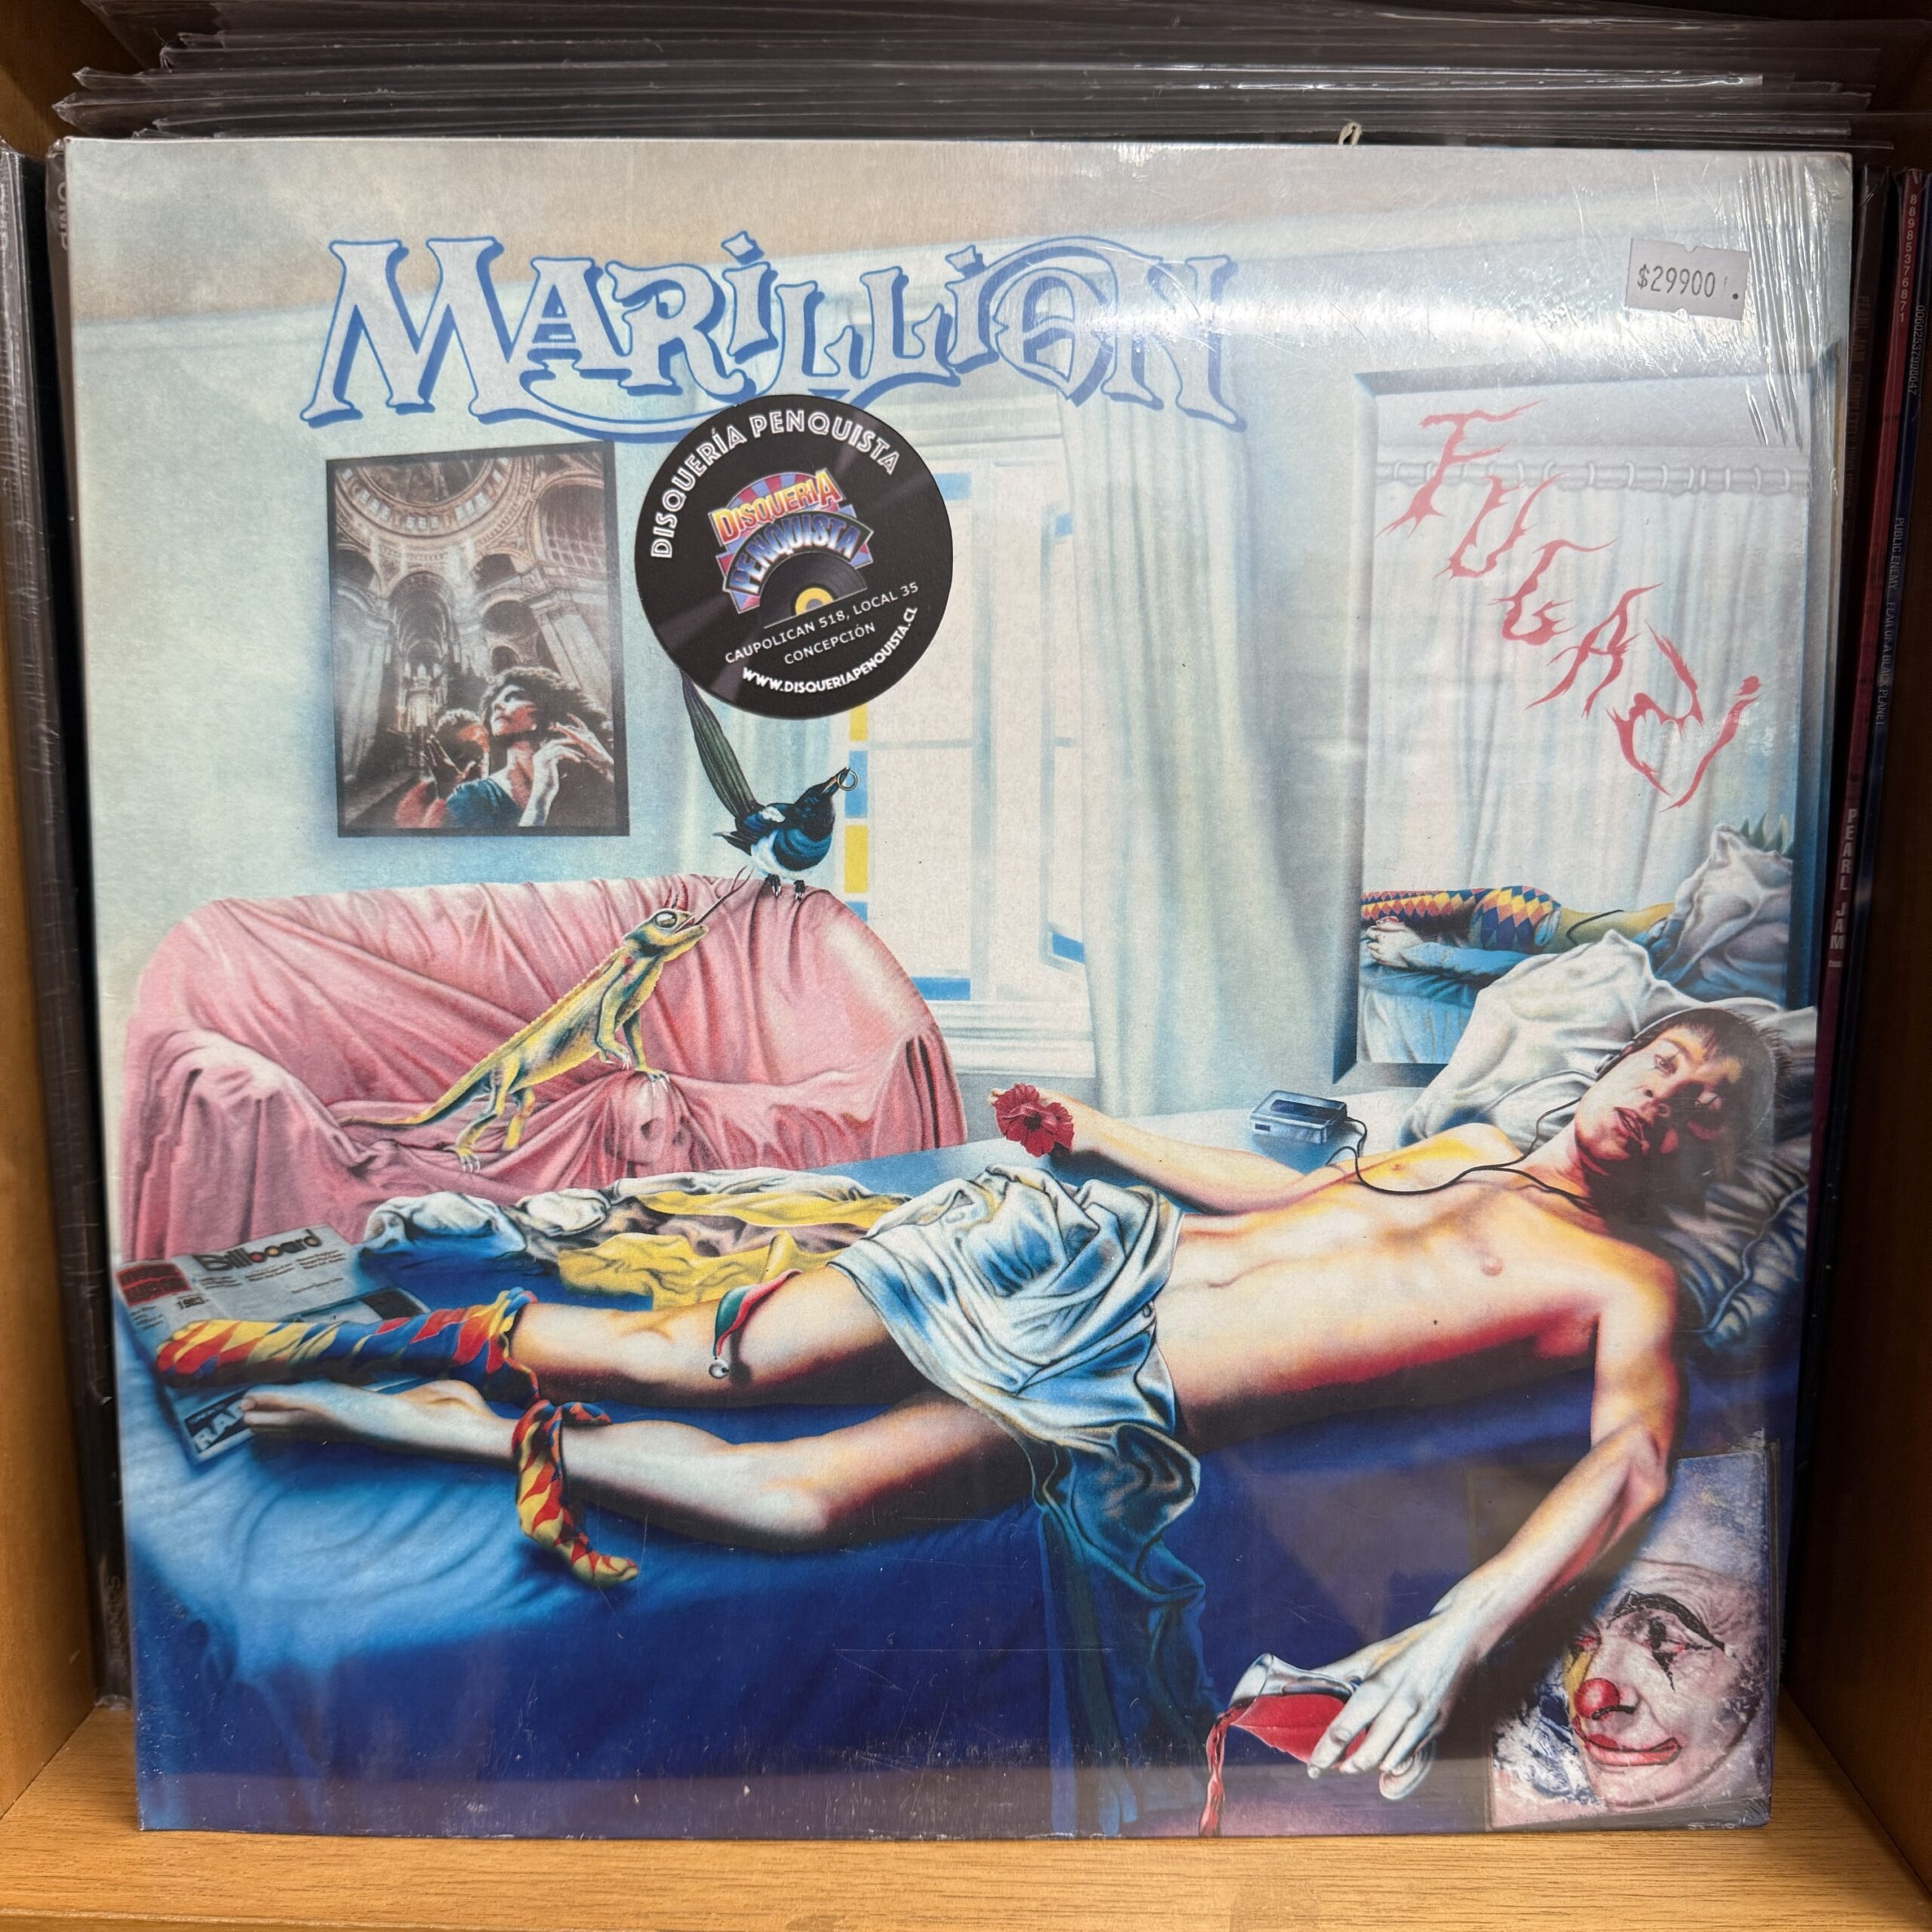 MARILLION
$29900.
FUGAZI
DISQUERÍA PENQUISTA
DISQUERIA
PENQUISTA
CAUPOLICAN 518, LOCAL 35
CONCEPCIÓN
WWW.DISQUERIAPENQUISTA.CL
Billboard
PEARL JAM
PUBLIC ENEMY
88985376871